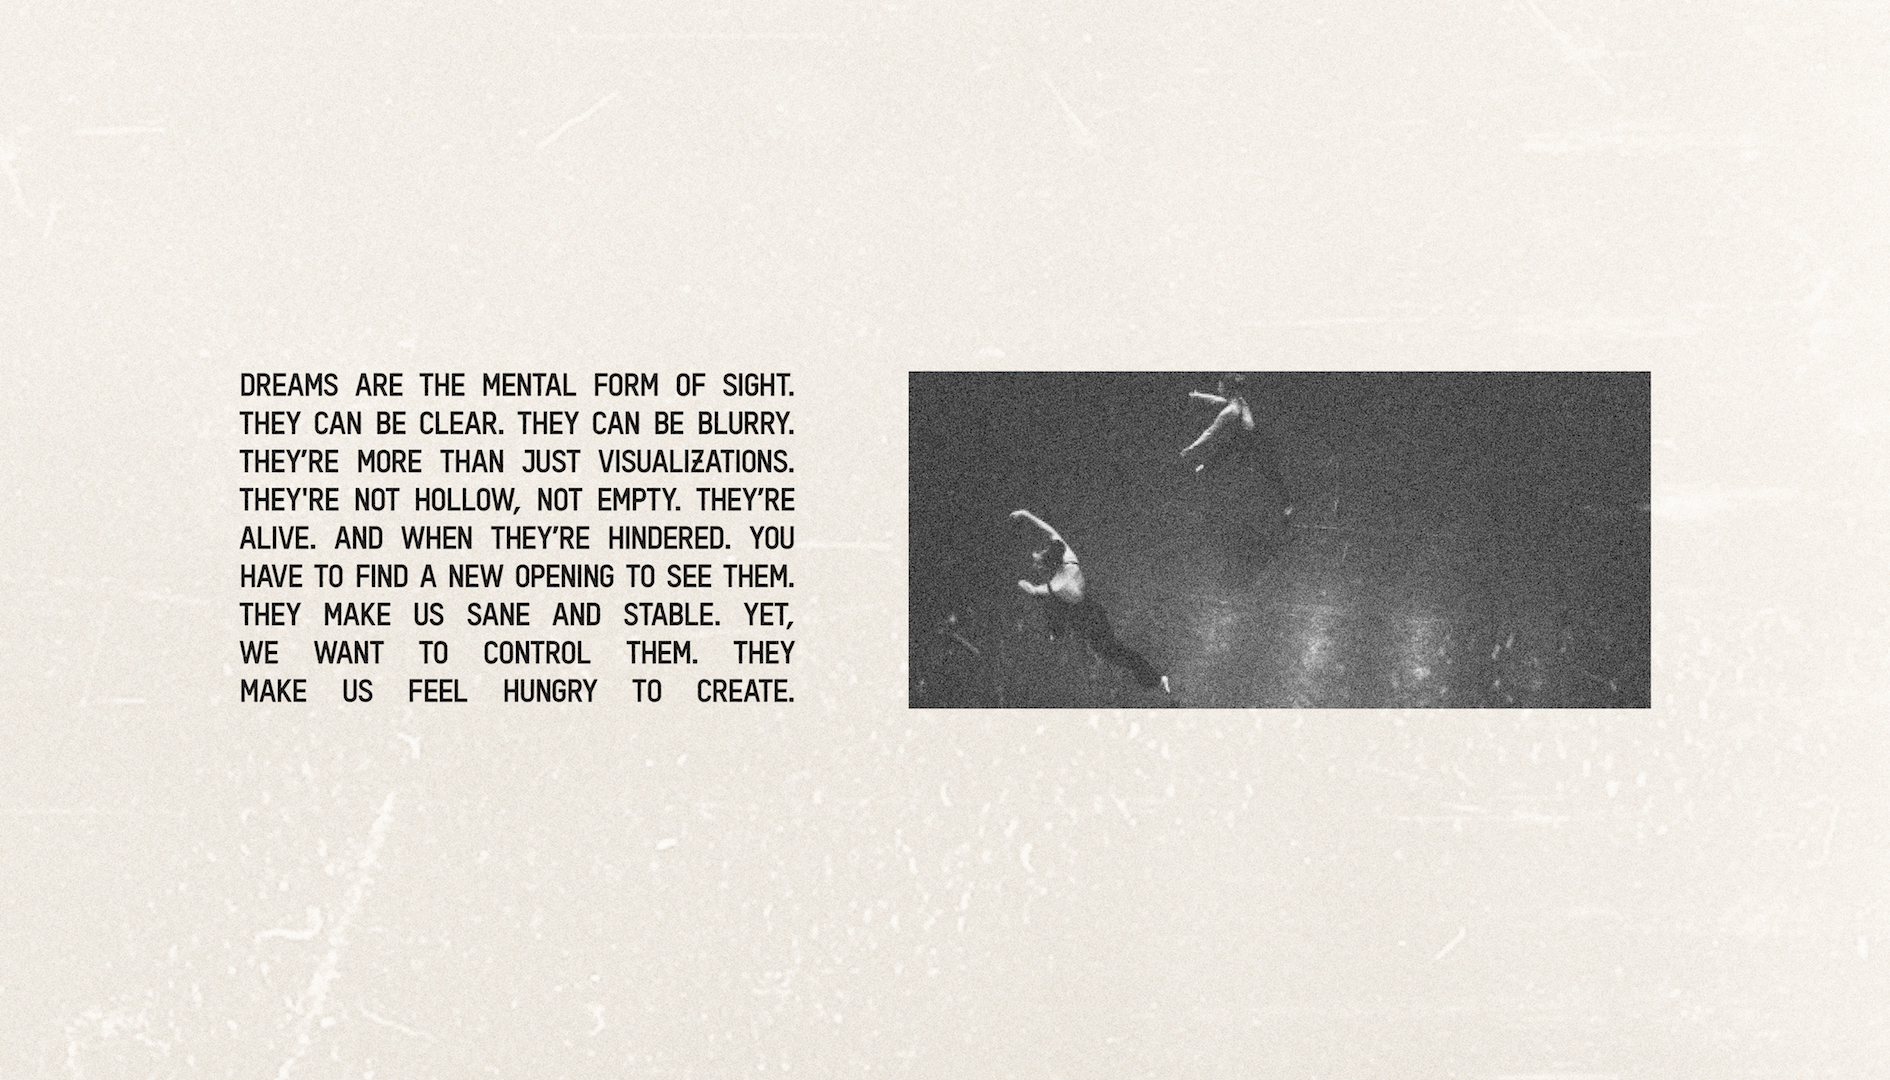 DREAMS ARE THE MENTAL FORM OF SIGHT.
THEY CAN BE CLEAR. THEY CAN BE BLURRY.
THEY’RE MORE THAN JUST VISUALIƵATIONS.
THEY'RE NOT HOLLOW, NOT EMPTY. THEY’RE
ALIVE. AND WHEN THEY’RE HINDERED. YOU
HAVE TO FIND A NEW OPENING TO SEE THEM.
THEY MAKE US SANE AND STABLE. YET,
WE WANT TO CONTROL THEM. THEY
MAKE US FEEL HUNGRY TO CREATE.